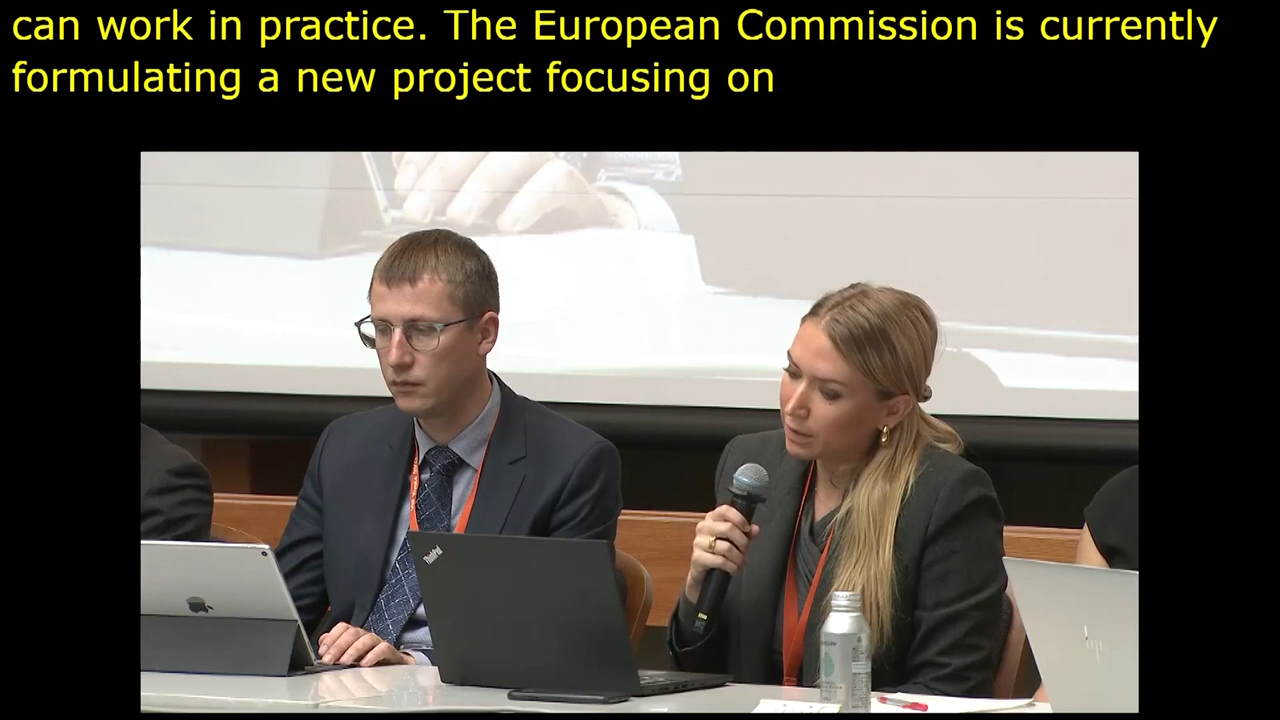 can work in practice. The European Commission is currently
formulating a new project focusing on
ThinkPad